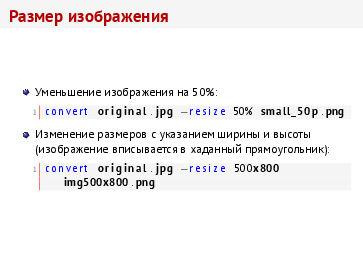 Размер изображения
Уменьшение изображения на 50%:
1 convert original.jpg −resize 50% small_50p.png
Изменение размеров с указанием ширины и высоты
(изображение вписывается в хаданный прямоугольник):
1 convert original.jpg −resize 500x800
img500x800.png